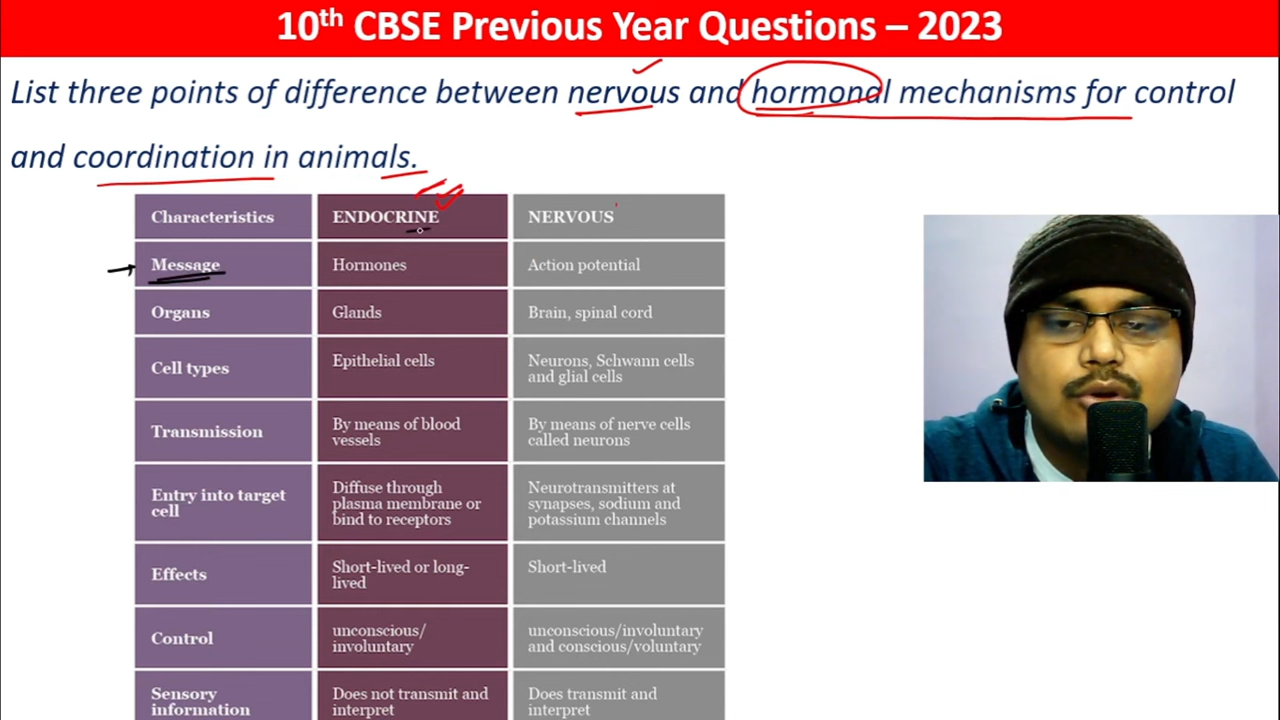 10th CBSE Previous Year Questions – 2023
List three points of difference between nervous and hormonal mechanisms for control
and coordination in animals.
Characteristics ENDOCRINE NERVOUS
Message Hormones Action potential
Organs Glands Brain, spinal cord
Cell types Epithelial cells Neurons, Schwann cells
and glial cells
Transmission By means of blood By means of nerve cells
vessels called neurons
Entry into target Diffuse through Neurotransmitters at
cell plasma membrane or synapses, sodium and
bind to receptors potassium channels
Effects Short-lived or long- Short-lived
lived
Control unconscious/ unconscious/involuntary
involuntary and conscious/voluntary
Sensory Does not transmit and Does transmit and
information interpret interpret